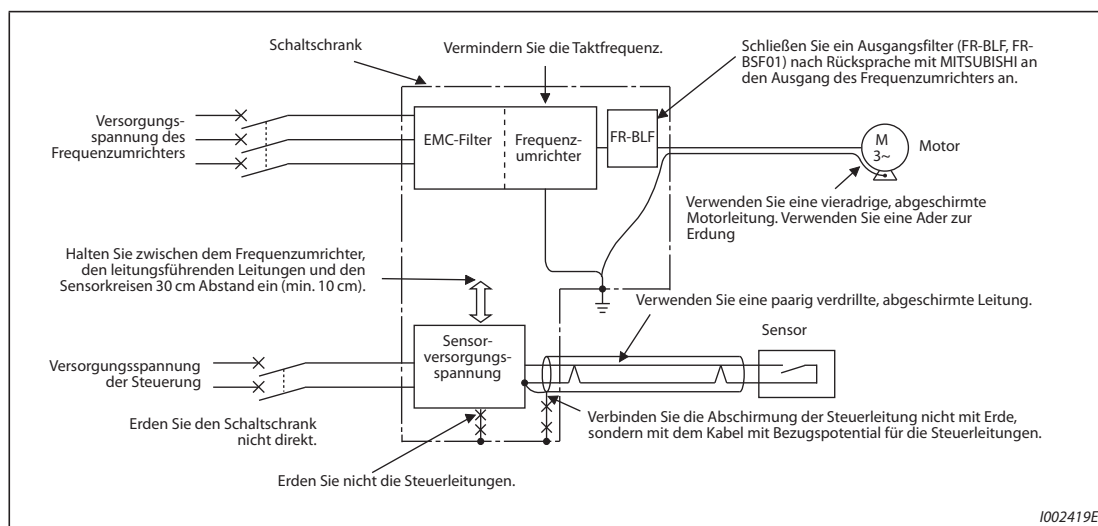 Schaltschrank
Vermindern Sie die Taktfrequenz.
Schließen Sie ein Ausgangsfilter (FR-BLF, FR-
BSF01) nach Rücksprache mit MITSUBISHI an
den Ausgang des Frequenzumrichters an.
Versorgungs-
spannung des
Frequenzumrichters
EMC-Filter
Frequenz-
umrichter
FR-BLF
M
3~
Motor
Verwenden Sie eine vieradrige, abgeschirmte
Motorleitung. Verwenden Sie eine Ader zur
Erdung
Halten Sie zwischen dem Frequenzumrichter,
den leitungsführenden Leitungen und den
Sensorkreisen 30 cm Abstand ein (min. 10 cm).
Verwenden Sie eine paarig verdrillte, abgeschirmte Leitung.
Sensor-
versorgungs-
spannung
Sensor
Versorgungsspannung
der Steuerung
Erden Sie den Schaltschrank
nicht direkt.
Verbinden Sie die Abschirmung der Steuerleitung nicht mit Erde,
sondern mit dem Kabel mit Bezugspotential für die Steuerleitungen.
Erden Sie nicht die Steuerleitungen.
I002419E